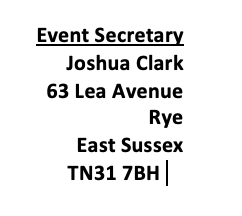 Event Secretary
Joshua Clark
63 Lea Avenue
Rye
East Sussex
TN31 7BH